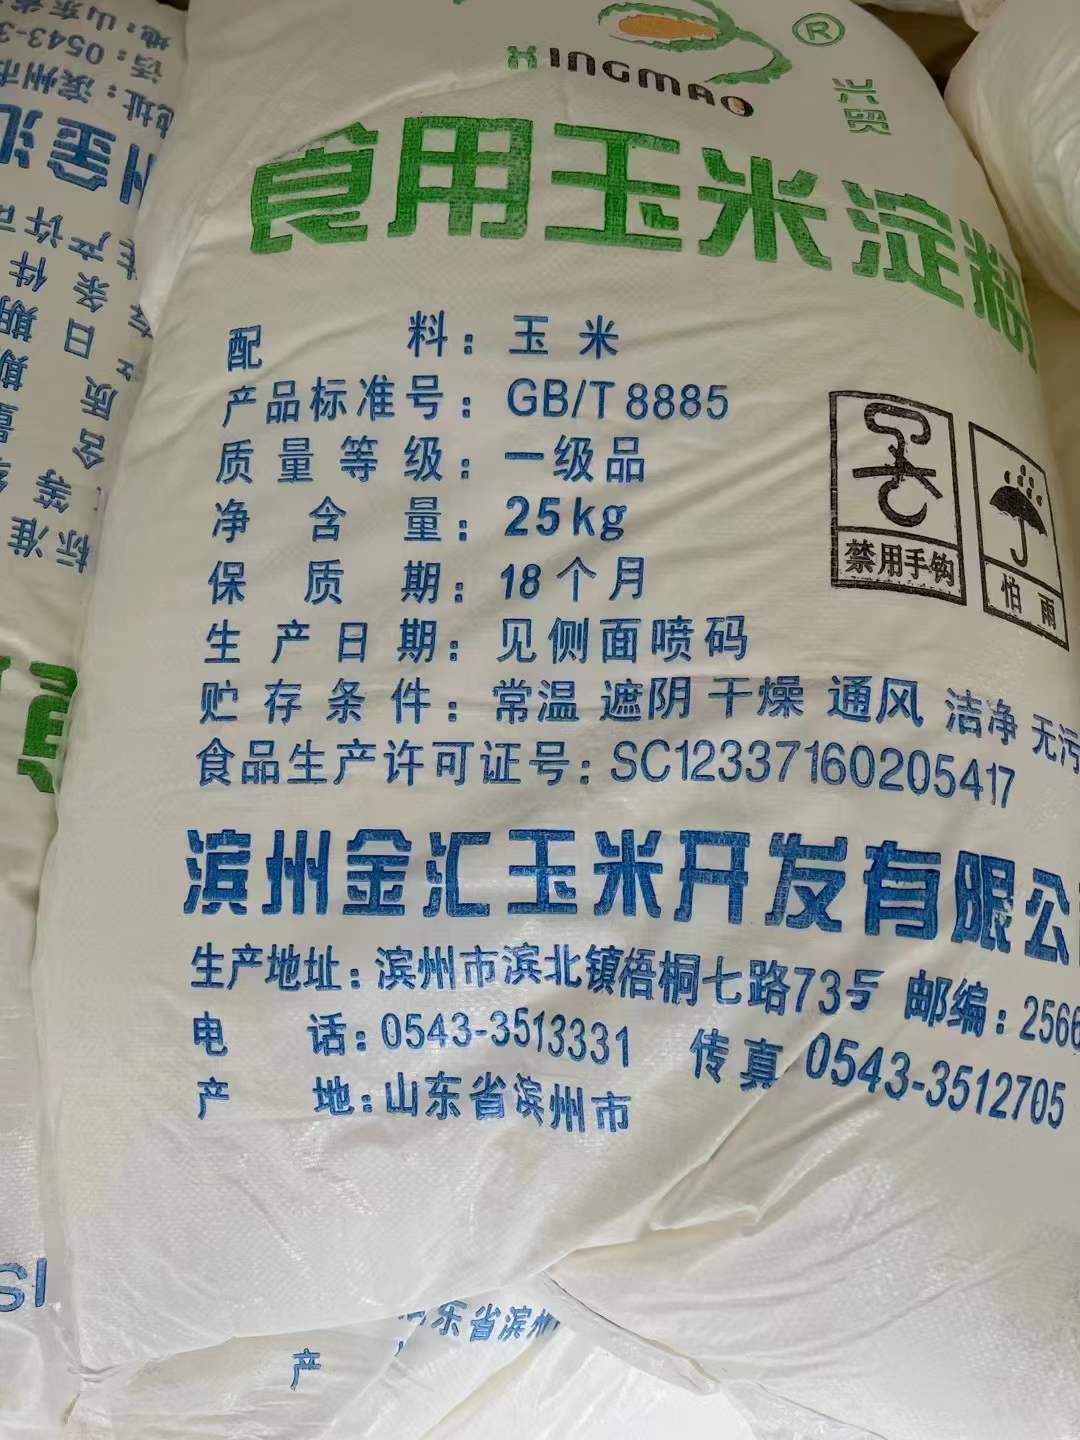 XINGMAO
®
兴贸
食用玉米淀粉
配料：玉米
产品标准号：GB/T 8885
质量等级：一级品
净含量：25kg
保质期：18个月
生产日期：见侧面喷码
贮存条件：常温 遮阴 干燥 通风 洁净 无污
食品生产许可证号：SC12337160205417
禁用手钩
怕雨
滨州金汇玉米开发有限公
生产地址：滨州市滨北镇梧桐七路73号 邮编：2566
电话：0543-3513331 传真 0543-3512705
产地：山东省滨州市
东省滨州
产